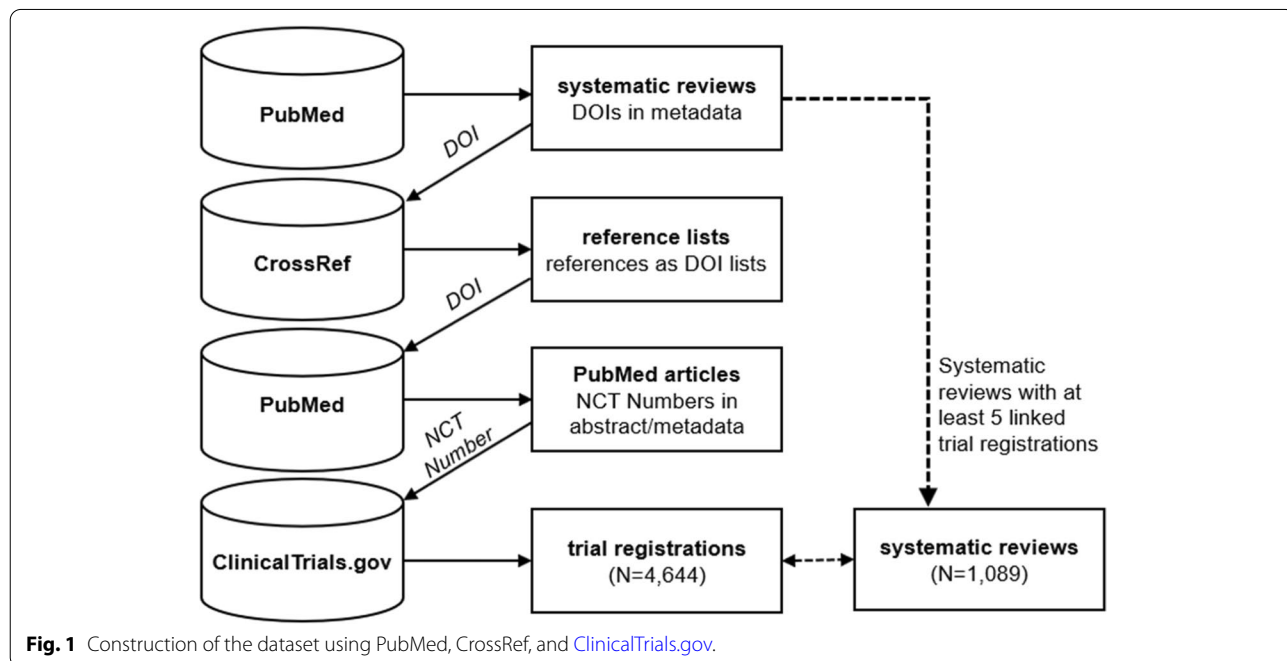 PubMed
systematic reviews
DOIs in metadata
DOI
CrossRef
reference lists
references as DOI lists
DOI
PubMed
PubMed articles
NCT Numbers in
abstract/metadata
NCT
Number
Systematic
reviews with at
least 5 linked
trial registrations
ClinicalTrials.gov
trial registrations
(N=4,644)
systematic reviews
(N=1,089)
Fig. 1 Construction of the dataset using PubMed, CrossRef, and ClinicalTrials.gov.